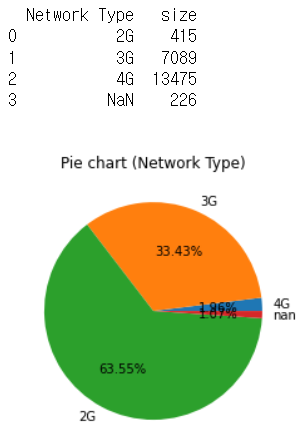 Network Type size
0 2G 415
1 3G 7089
2 4G 13475
3 NaN 226
Pie chart (Network Type)
3G
33.43%
1.96%
4G
1.07%
nan
63.55%
2G